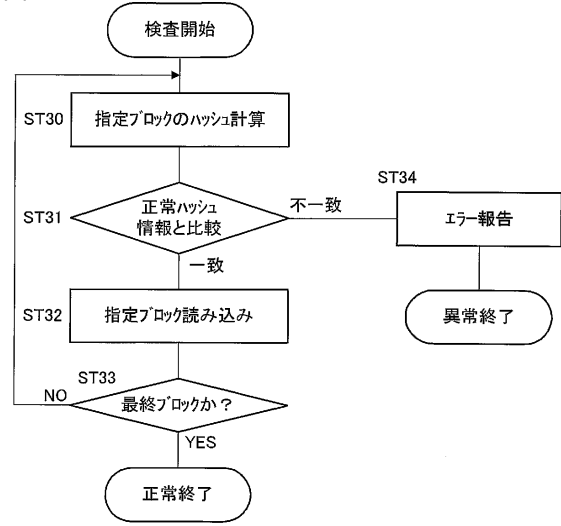 検査開始
ST30
指定ブロックのハッシュ計算
ST34
ST31
正常ハッシュ
情報と比較
不一致
エラー報告
一致
ST32
指定ブロック読み込み
異常終了
ST33
NO
最終ブロックか？
YES
正常終了